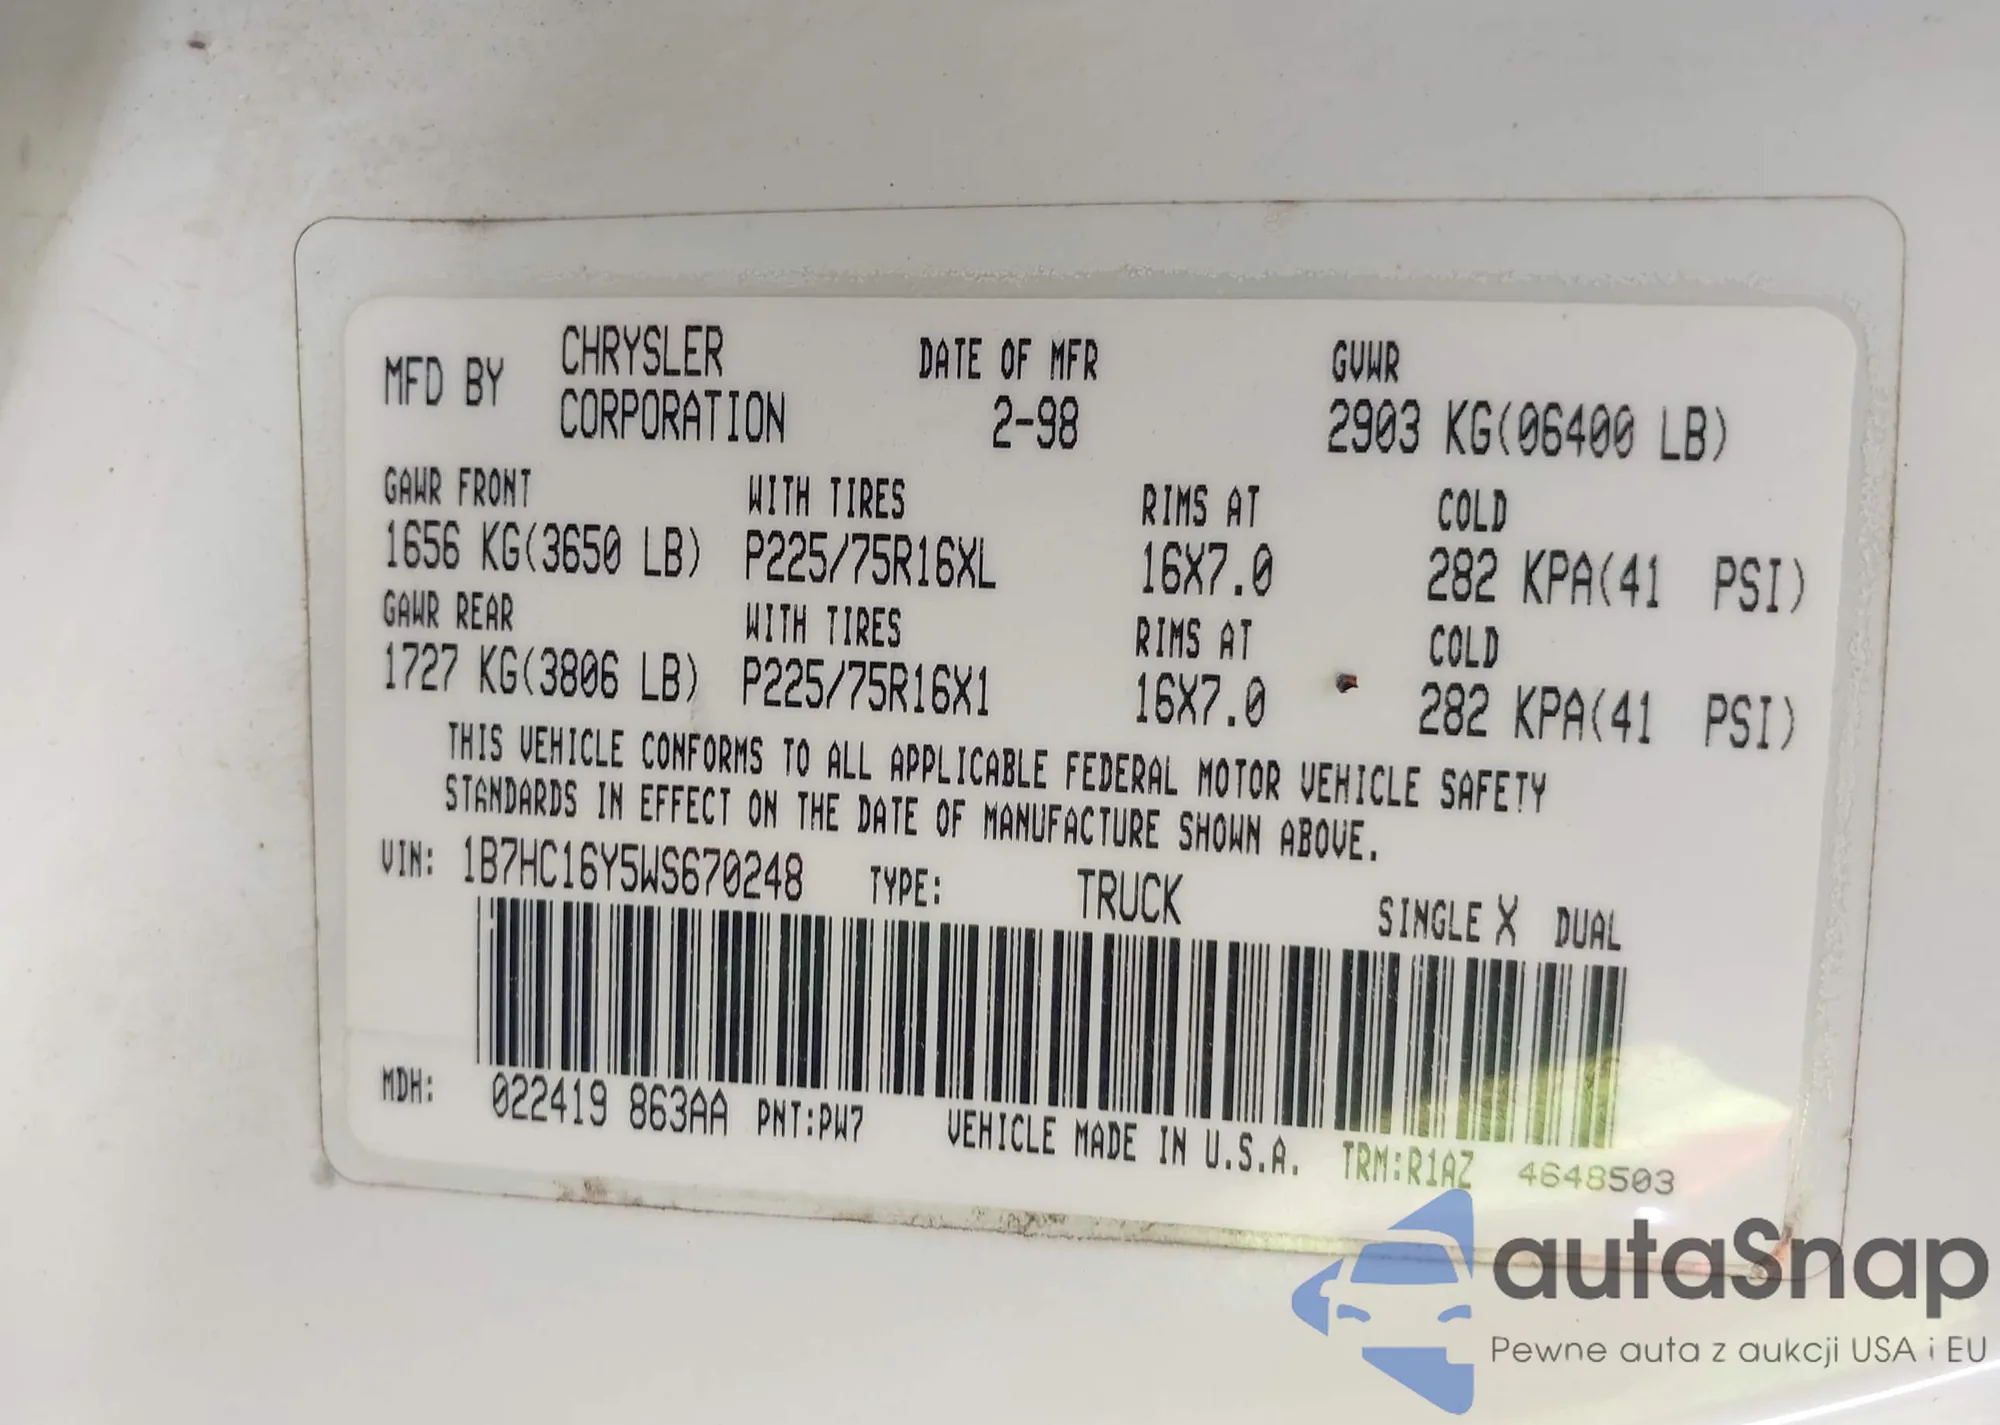 MFD BY CHRYSLER CORPORATION DATE OF MFR 2-98 GVWR 2903 KG(06400 LB)
GAWR FRONT WITH TIRES RIMS AT COLD
1656 KG(3650 LB) P225/75R16XL 16X7.0 282 KPA(41 PSI)
GAWR REAR WITH TIRES RIMS AT COLD
1727 KG(3806 LB) P225/75R16X1 16X7.0 282 KPA(41 PSI)
THIS VEHICLE CONFORMS TO ALL APPLICABLE FEDERAL MOTOR VEHICLE SAFETY
STANDARDS IN EFFECT ON THE DATE OF MANUFACTURE SHOWN ABOVE.
VIN: 1B7HC16Y5WS670248 TYPE: TRUCK SINGLE X DUAL
MDH: 022419 863AA PNT:PW7 VEHICLE MADE IN U.S.A. TRM:R1AZ 4648503
autaSnap
Pewne auta z aukcji USA i EU